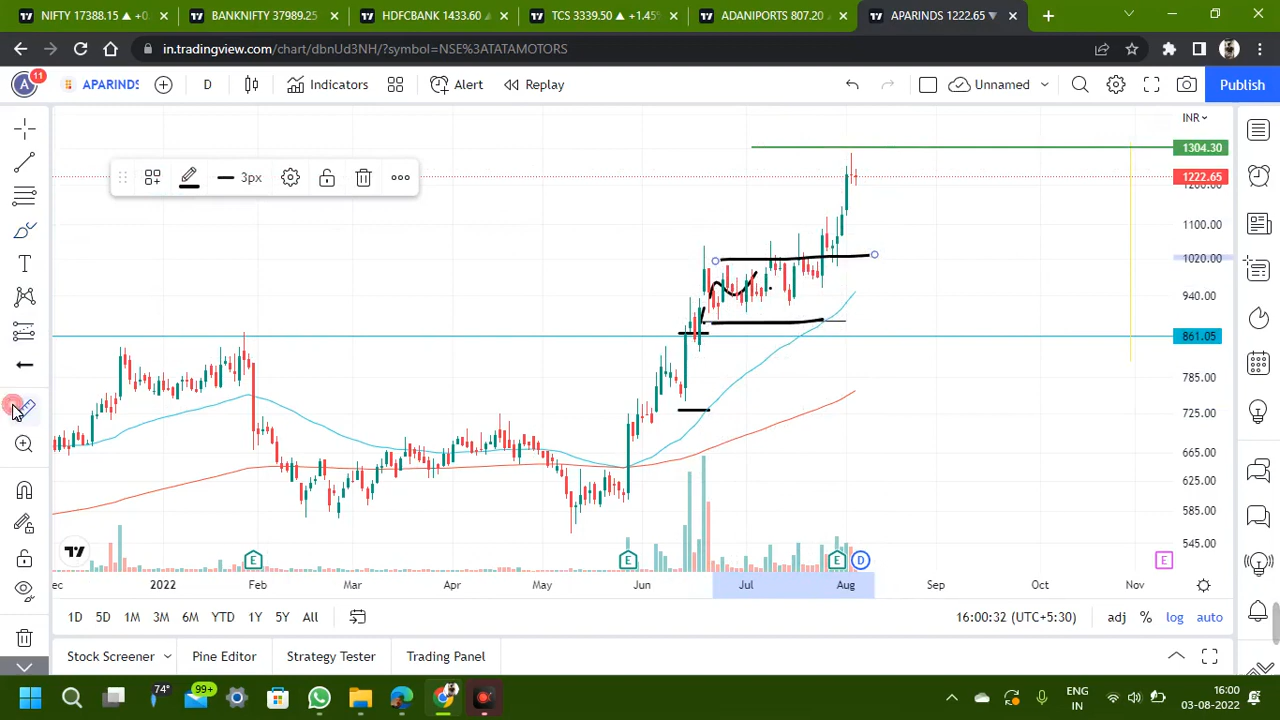 NIFTY 17388.15 ▲ +0.
BANKNIFTY 37989.25
HDFCBANK 1433.60
TCS 3339.50 ▲ +1.45%
ADANIPORTS 807.20
APARINDS 1222.65 ▼
in.tradingview.com/chart/dbnUd3NH/?symbol=NSE%3ATATAMOTORS
A 11
APARINDS
D
Indicators
Alert
Replay
Unnamed
Publish
INR
3px
1304.30
1222.65
1200.00
1100.00
1020.00
940.00
861.05
785.00
725.00
665.00
625.00
585.00
545.00
E
E
E
D
E
ec
2022
Feb
Mar
Apr
May
Jun
Jul
Aug
Sep
Oct
Nov
1D
5D
1M
3M
6M
YTD
1Y
5Y
All
16:00:32 (UTC+5:30)
adj
%
log
auto
Stock Screener
Pine Editor
Strategy Tester
Trading Panel
74°
99+
ENG
IN
16:00
03-08-2022